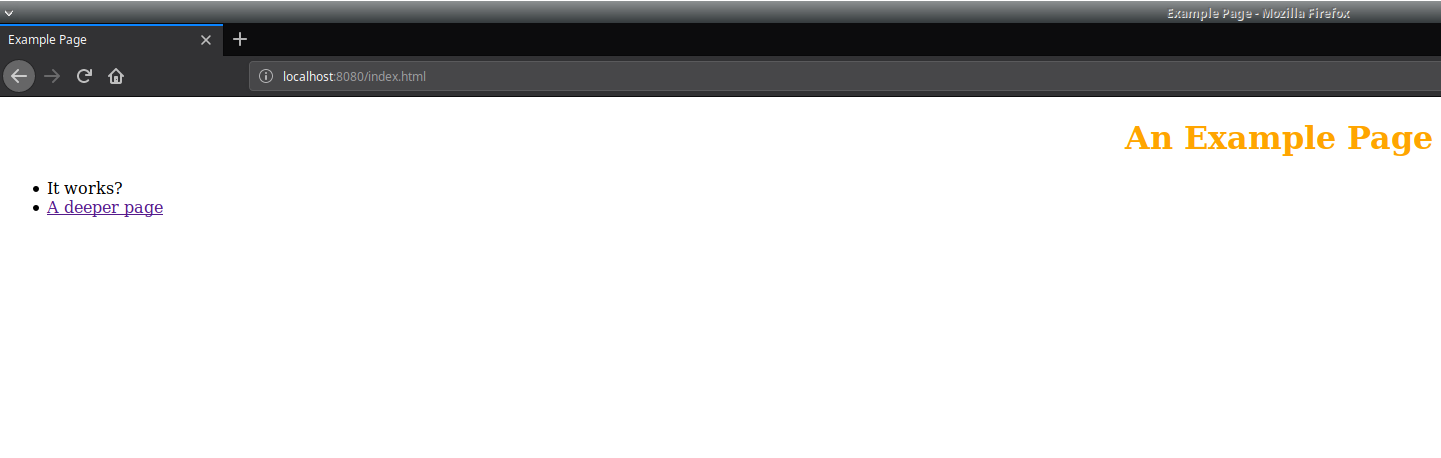 Example Page - Mozilla Firefox
Example Page
localhost:8080/index.html
An Example Page
It works?
A deeper page